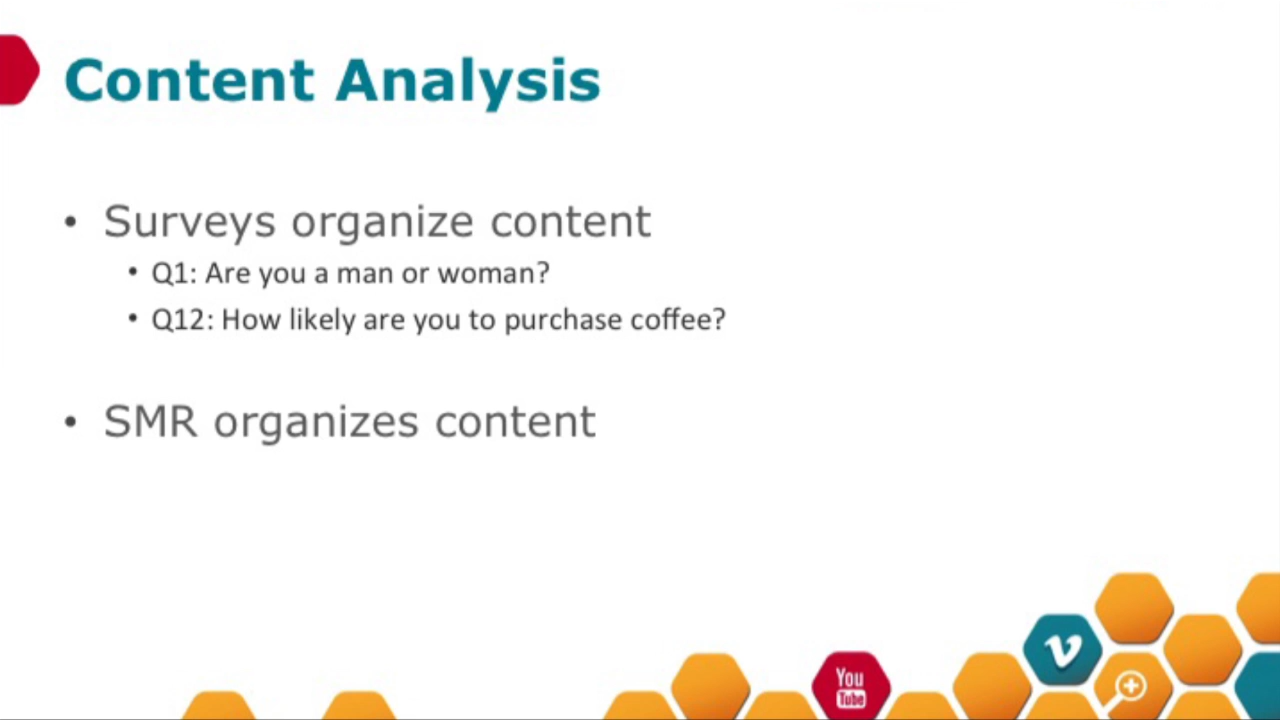 Content Analysis
• Surveys organize content
• Q1: Are you a man or woman?
• Q12: How likely are you to purchase coffee?
• SMR organizes content
You
Tube